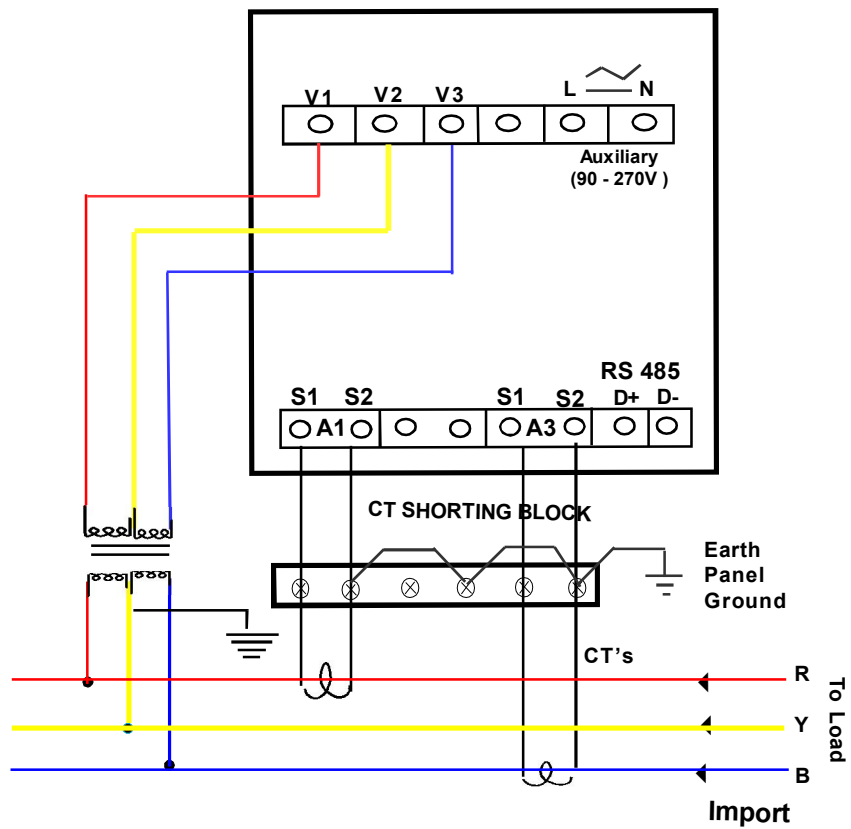 V1 V2 V3 L N
Auxiliary
(90 - 270V )
RS 485
S1 S2 S1 S2 D+ D-
A1 A3
CT SHORTING BLOCK
Earth
Panel
Ground
CT's
R
Y
B
To Load
Import